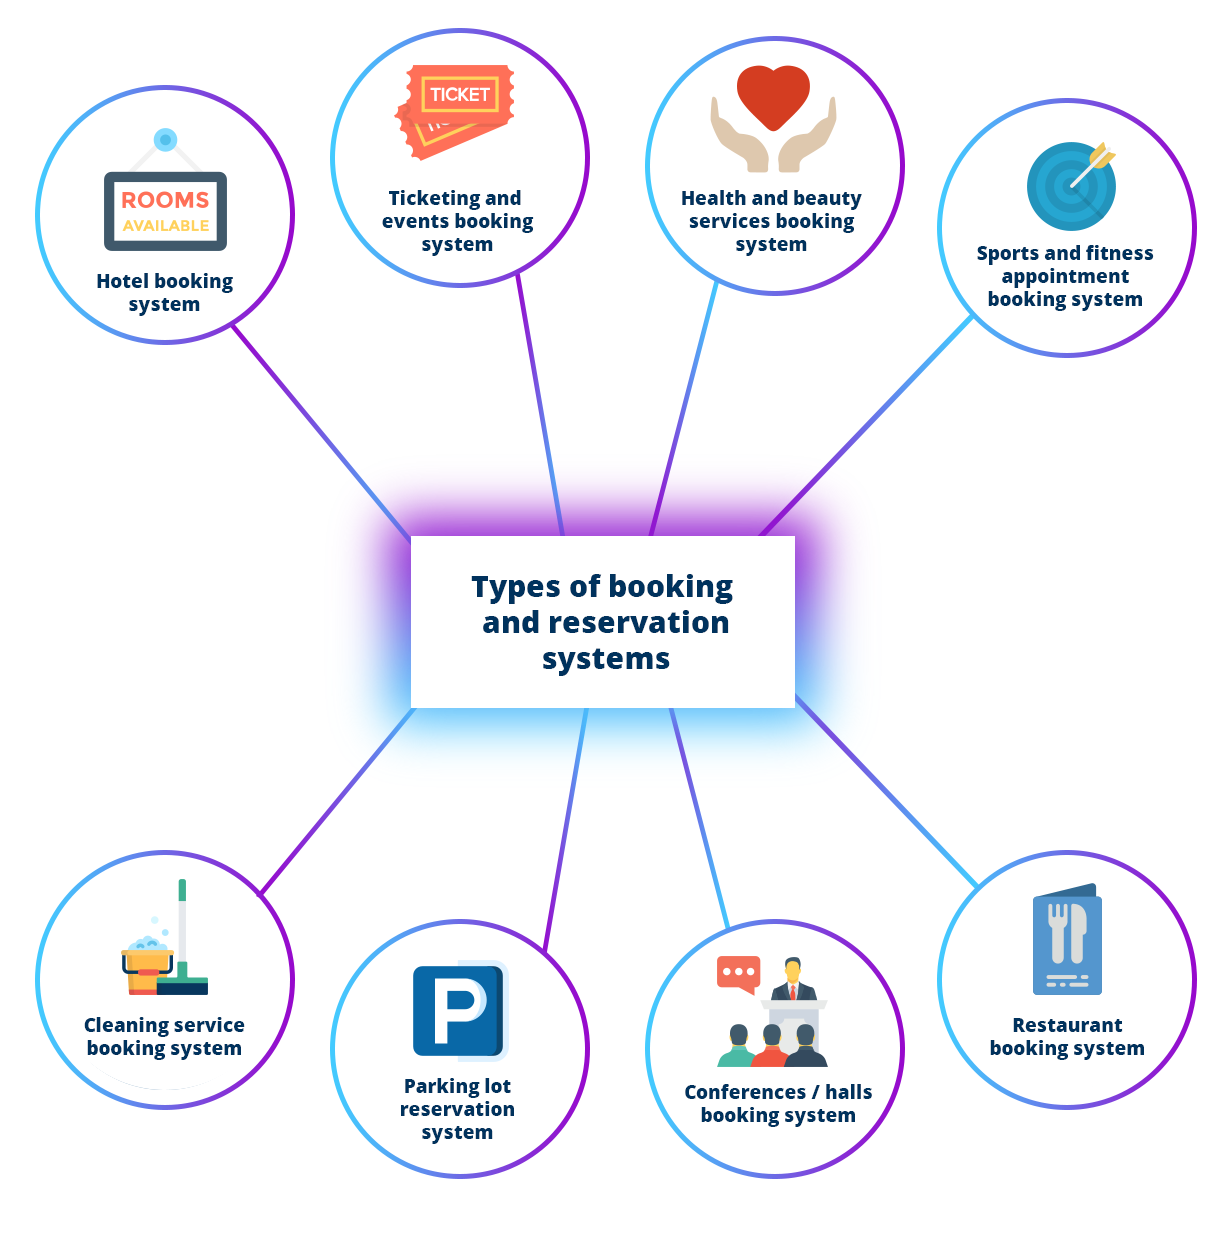 TICKET
ROOMS
AVAILABLE
Hotel booking
system
Ticketing and
events booking
system
Health and beauty
services booking
system
Sports and fitness
appointment
booking system
Types of booking
and reservation
systems
Cleaning service
booking system
P
Parking lot
reservation
system
Conferences / halls
booking system
Restaurant
booking system